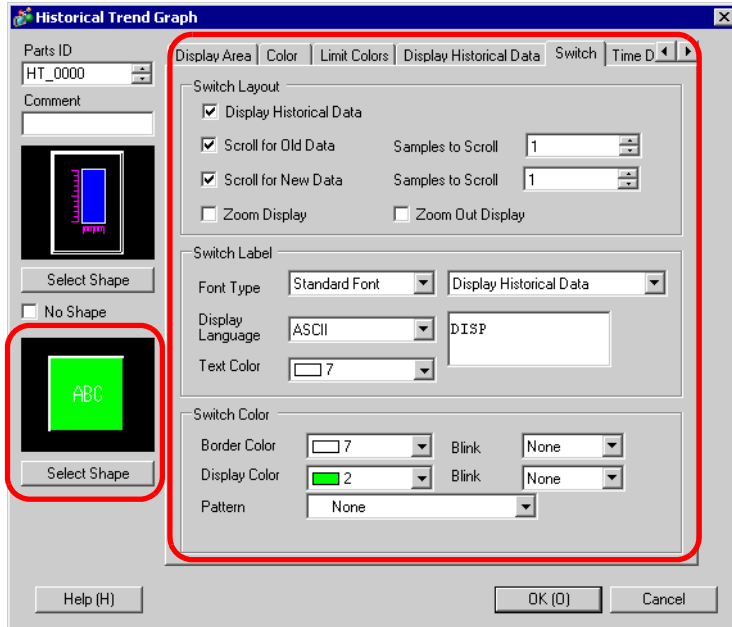 Historical Trend Graph
Parts ID
HT_0000
Comment
Select Shape
No Shape
ABC
Select Shape
Display Area
Color
Limit Colors
Display Historical Data
Switch
Time D
Switch Layout
Display Historical Data
Scroll for Old Data
Samples to Scroll
1
Scroll for New Data
Samples to Scroll
1
Zoom Display
Zoom Out Display
Switch Label
Font Type
Standard Font
Display Historical Data
Display Language
ASCII
DISP
Text Color
7
Switch Color
Border Color
7
Blink
None
Display Color
2
Blink
None
Pattern
None
Help (H)
OK (O)
Cancel